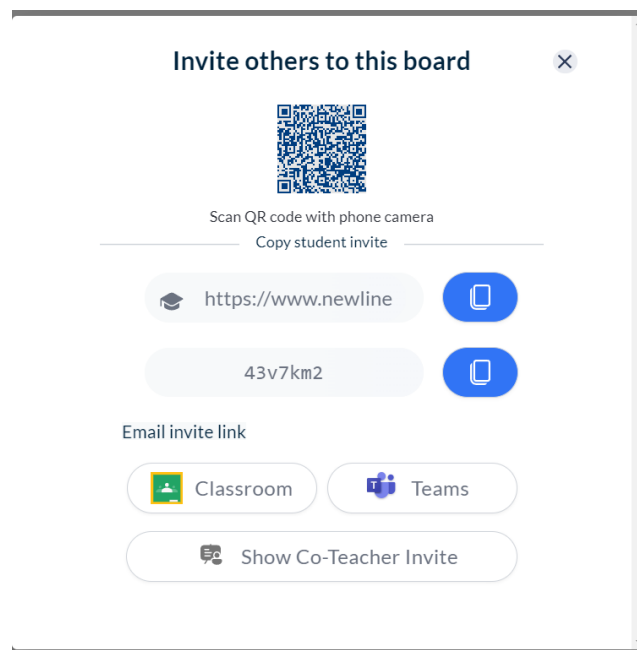 Invite others to this board
Scan QR code with phone camera
Copy student invite
https://www.newline
43v7km2
Email invite link
Classroom
Teams
Show Co-Teacher Invite